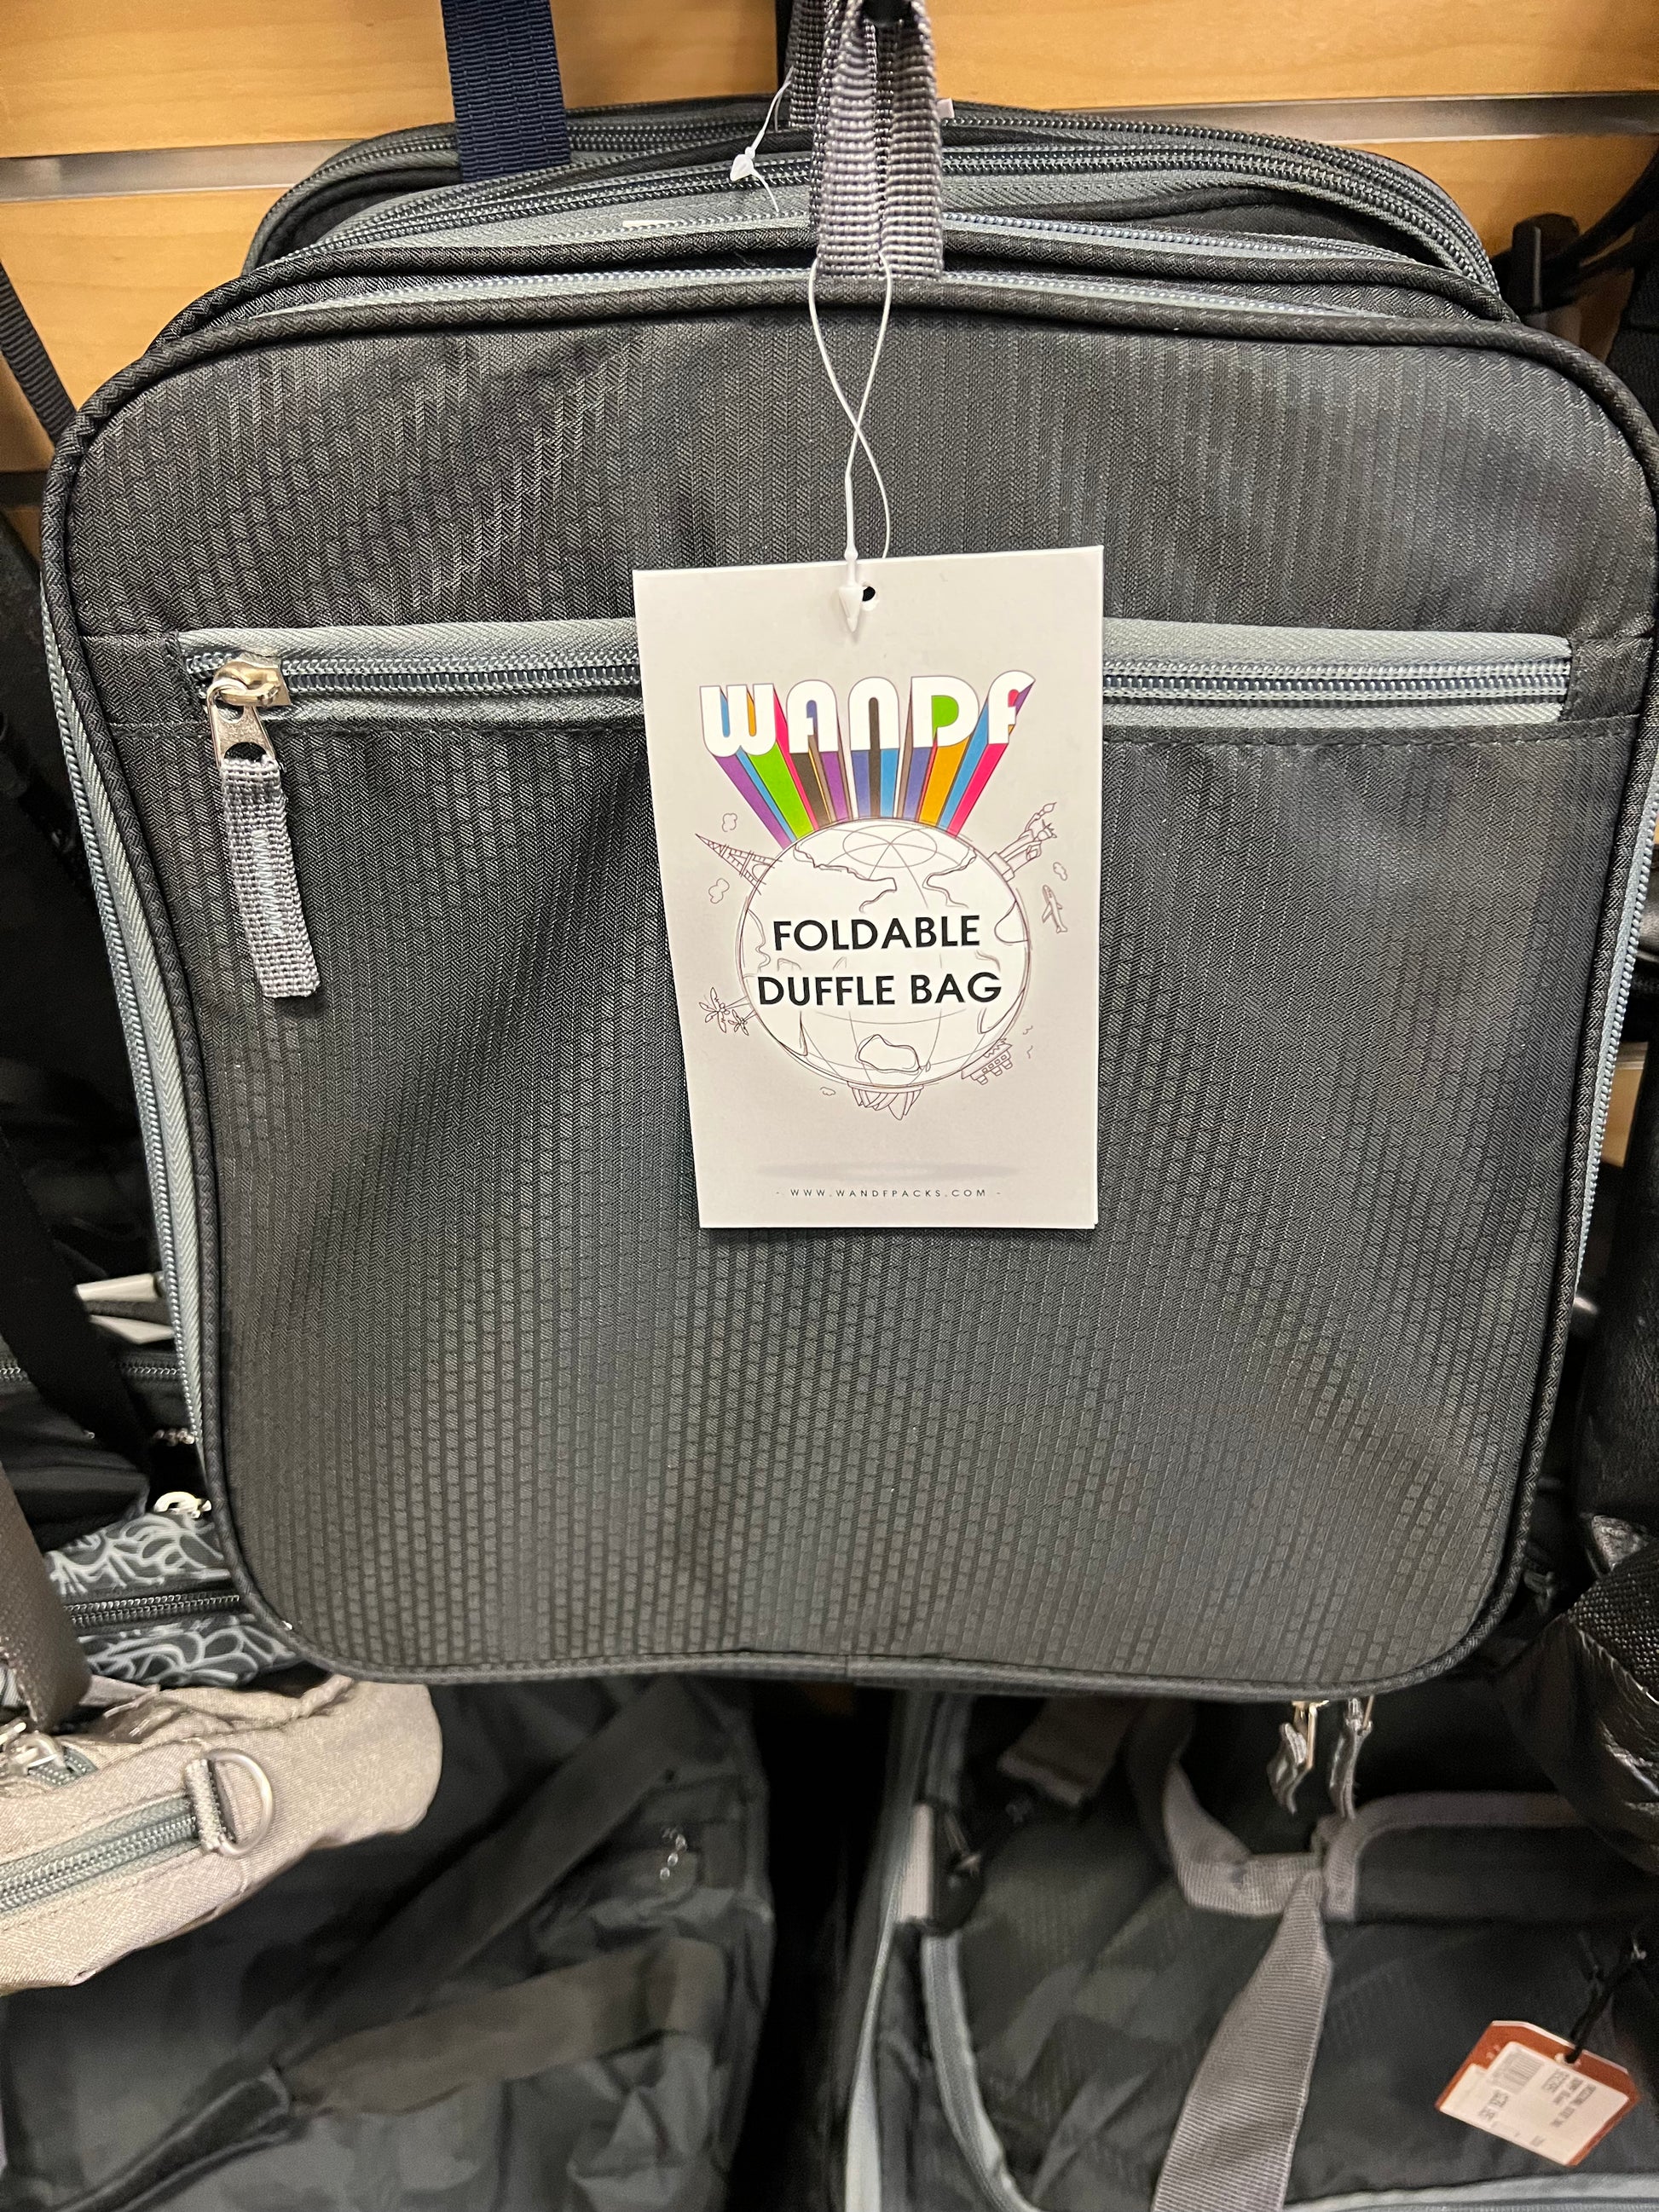 WANDF
FOLDABLE
DUFFLE BAG
- WWW.WANDFPACKS.COM -